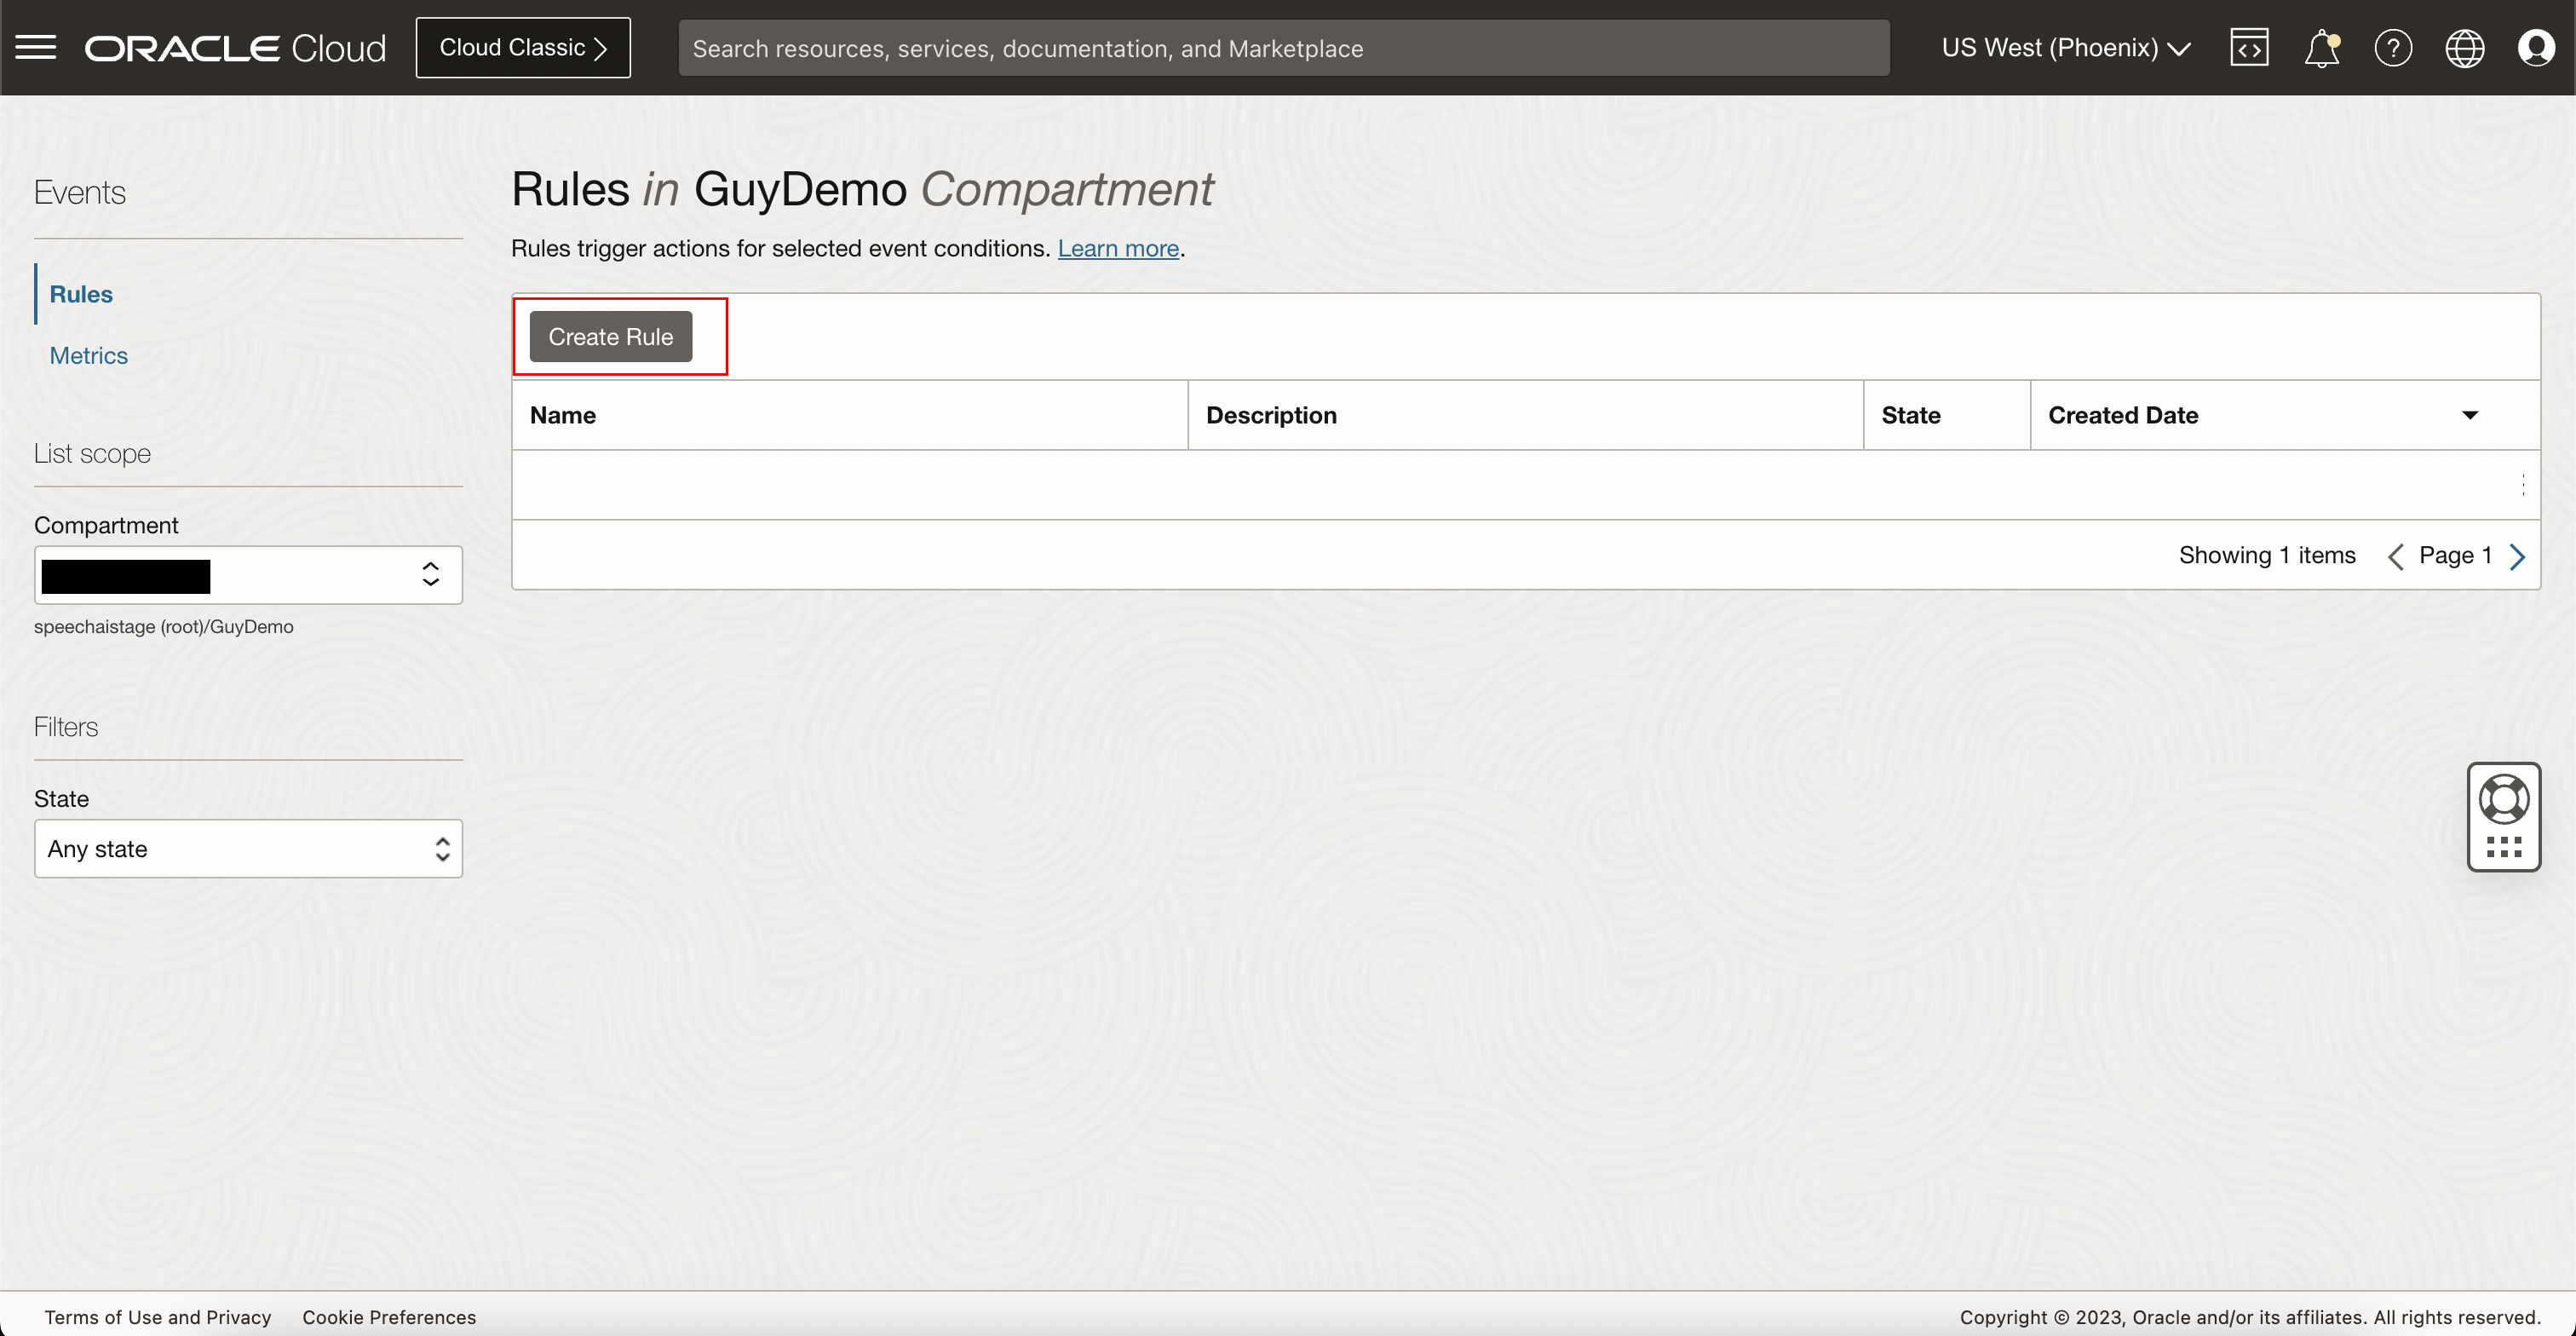 ORACLE Cloud
Cloud Classic
Search resources, services, documentation, and Marketplace
US West (Phoenix)
Events
Rules
Metrics
List scope
Compartment
speechaistage (root)/GuyDemo
Filters
State
Any state
Rules in GuyDemo Compartment
Rules trigger actions for selected event conditions. Learn more.
Create Rule
Name Description State Created Date
Showing 1 items Page 1
Terms of Use and Privacy Cookie Preferences
Copyright © 2023, Oracle and/or its affiliates. All rights reserved.